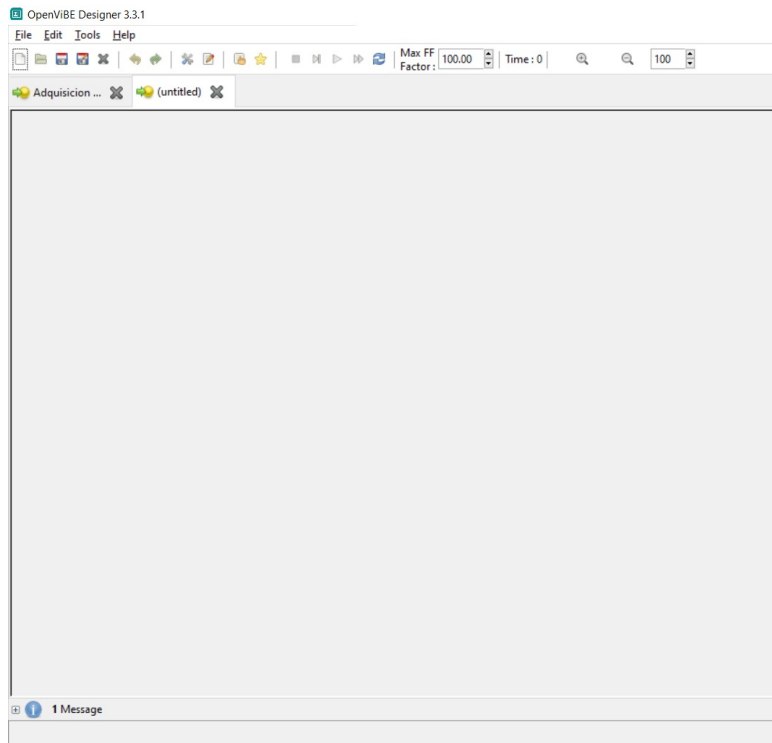 OpenViBE Designer 3.3.1
File Edit Tools Help
Max FF Factor : 100.00 Time : 0 100
Adquisicion ... (untitled)
1 Message